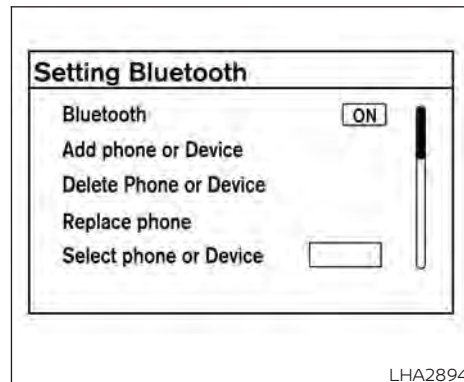 Setting Bluetooth
Bluetooth ON
Add phone or Device
Delete Phone or Device
Replace phone
Select phone or Device
LHA2894